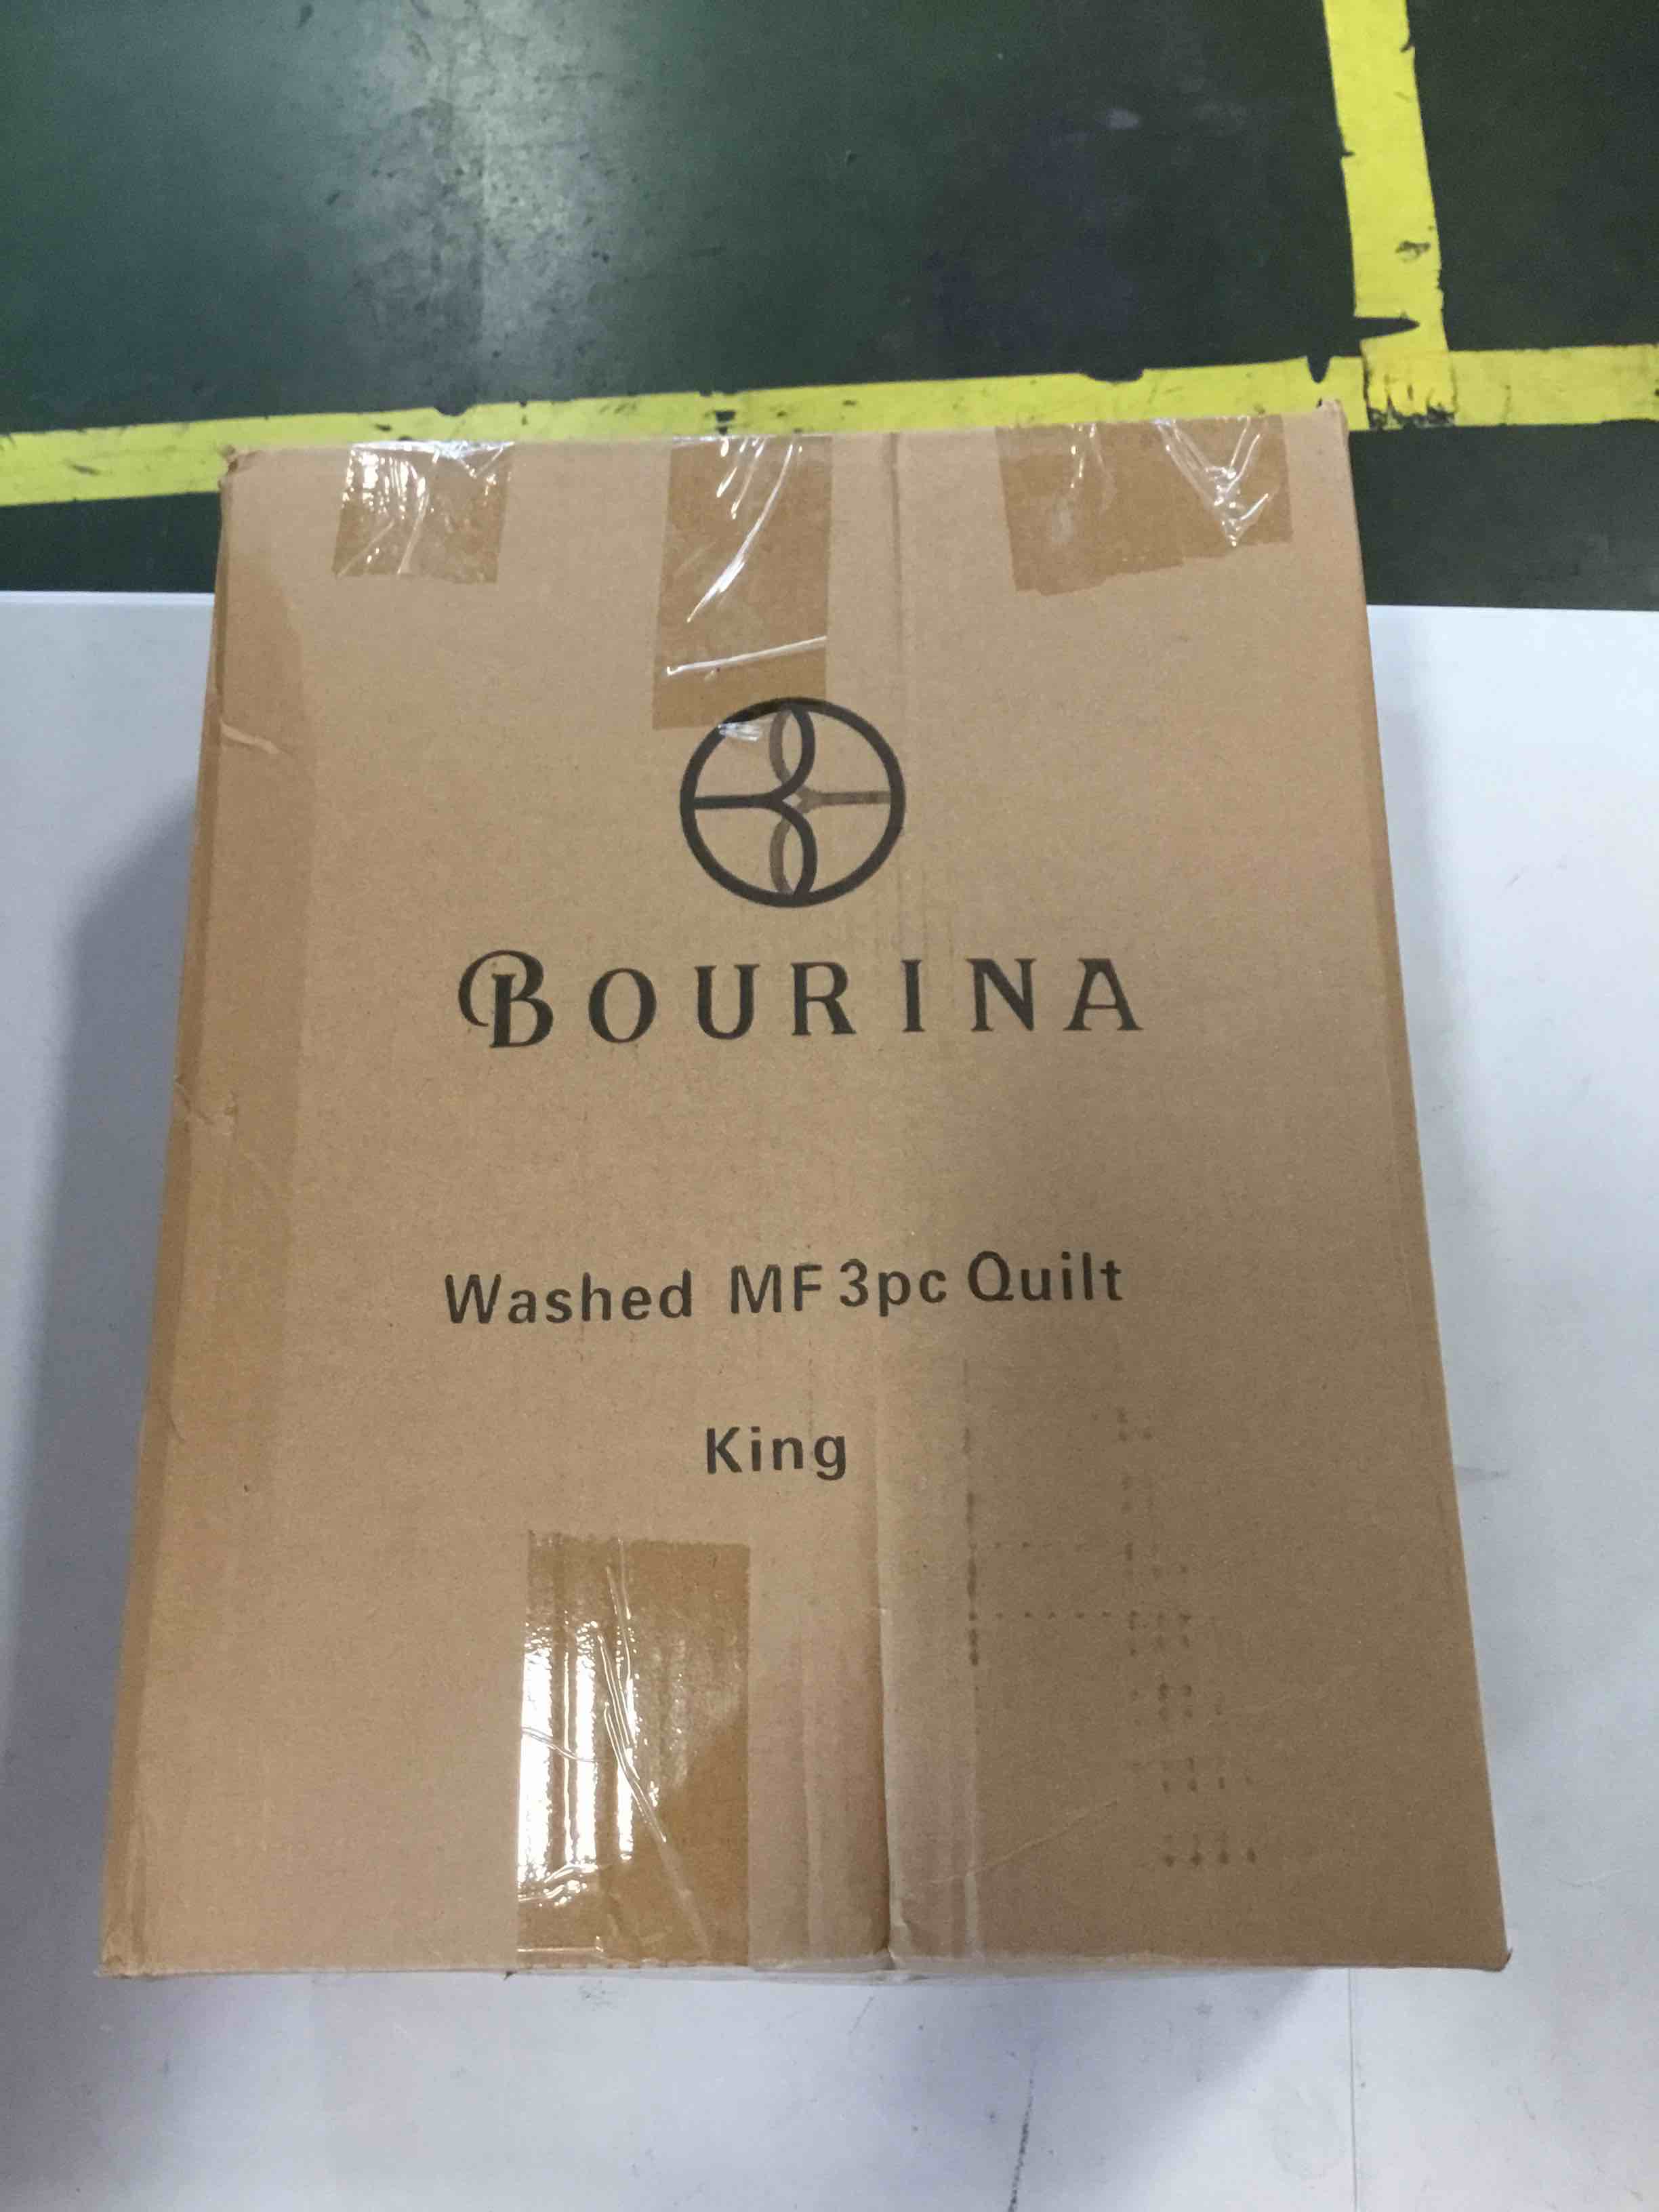 BOURINA
Washed MF 3pc Quilt
King